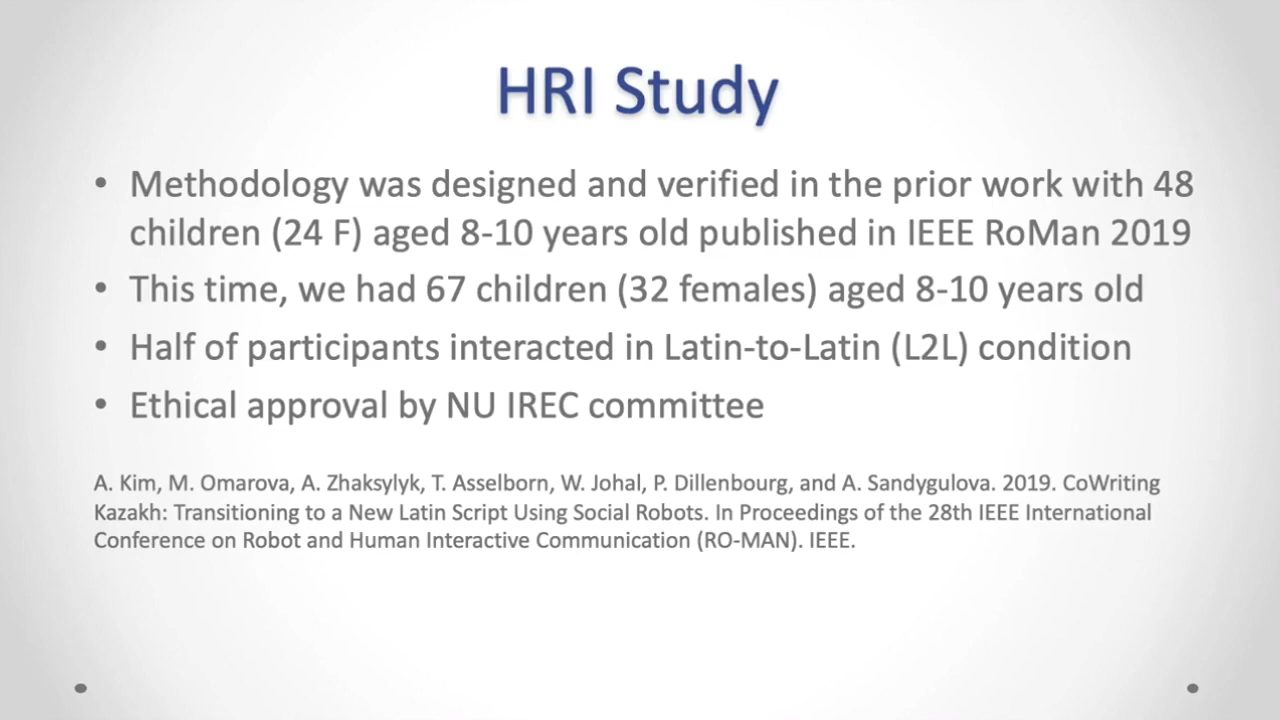 HRI Study
• Methodology was designed and verified in the prior work with 48
children (24 F) aged 8-10 years old published in IEEE RoMan 2019
• This time, we had 67 children (32 females) aged 8-10 years old
• Half of participants interacted in Latin-to-Latin (L2L) condition
• Ethical approval by NU IREC committee
A. Kim, M. Omarova, A. Zhaksylyk, T. Asselborn, W. Johal, P. Dillenbourg, and A. Sandygulova. 2019. CoWriting
Kazakh: Transitioning to a New Latin Script Using Social Robots. In Proceedings of the 28th IEEE International
Conference on Robot and Human Interactive Communication (RO-MAN). IEEE.